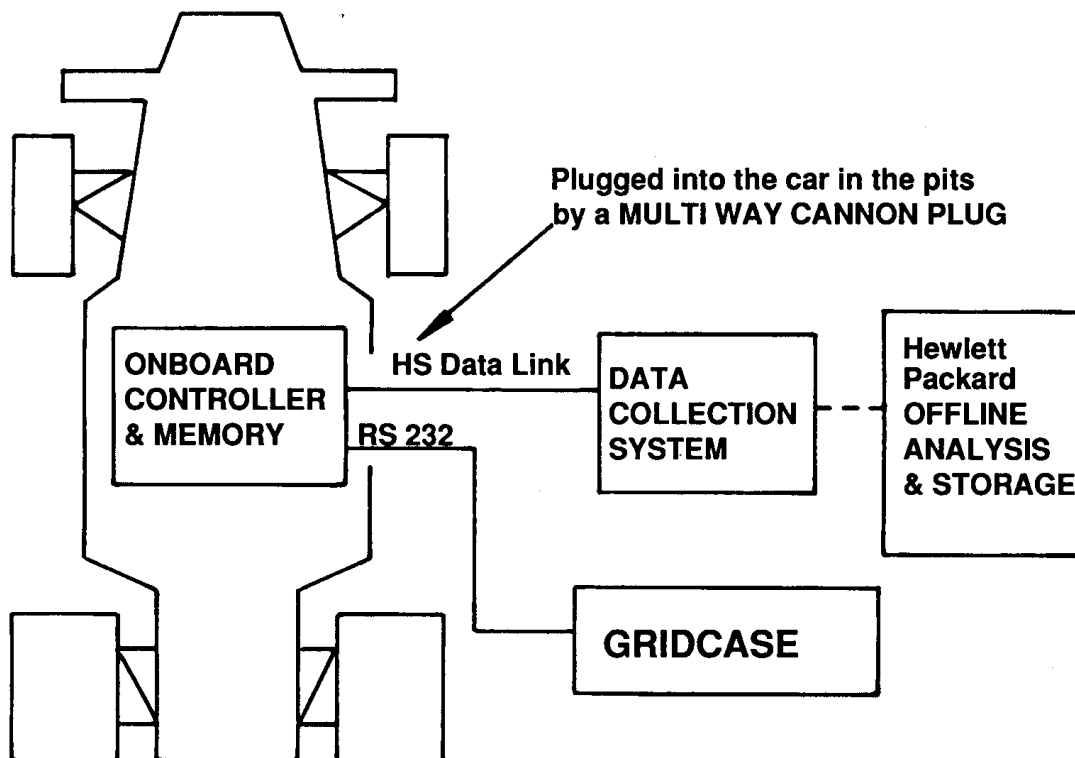 Plugged into the car in the pits
by a MULTI WAY CANNON PLUG
ONBOARD
CONTROLLER
& MEMORY
HS Data Link
RS 232
DATA
COLLECTION
SYSTEM
Hewlett
Packard
OFFLINE
ANALYSIS
& STORAGE
GRIDCASE